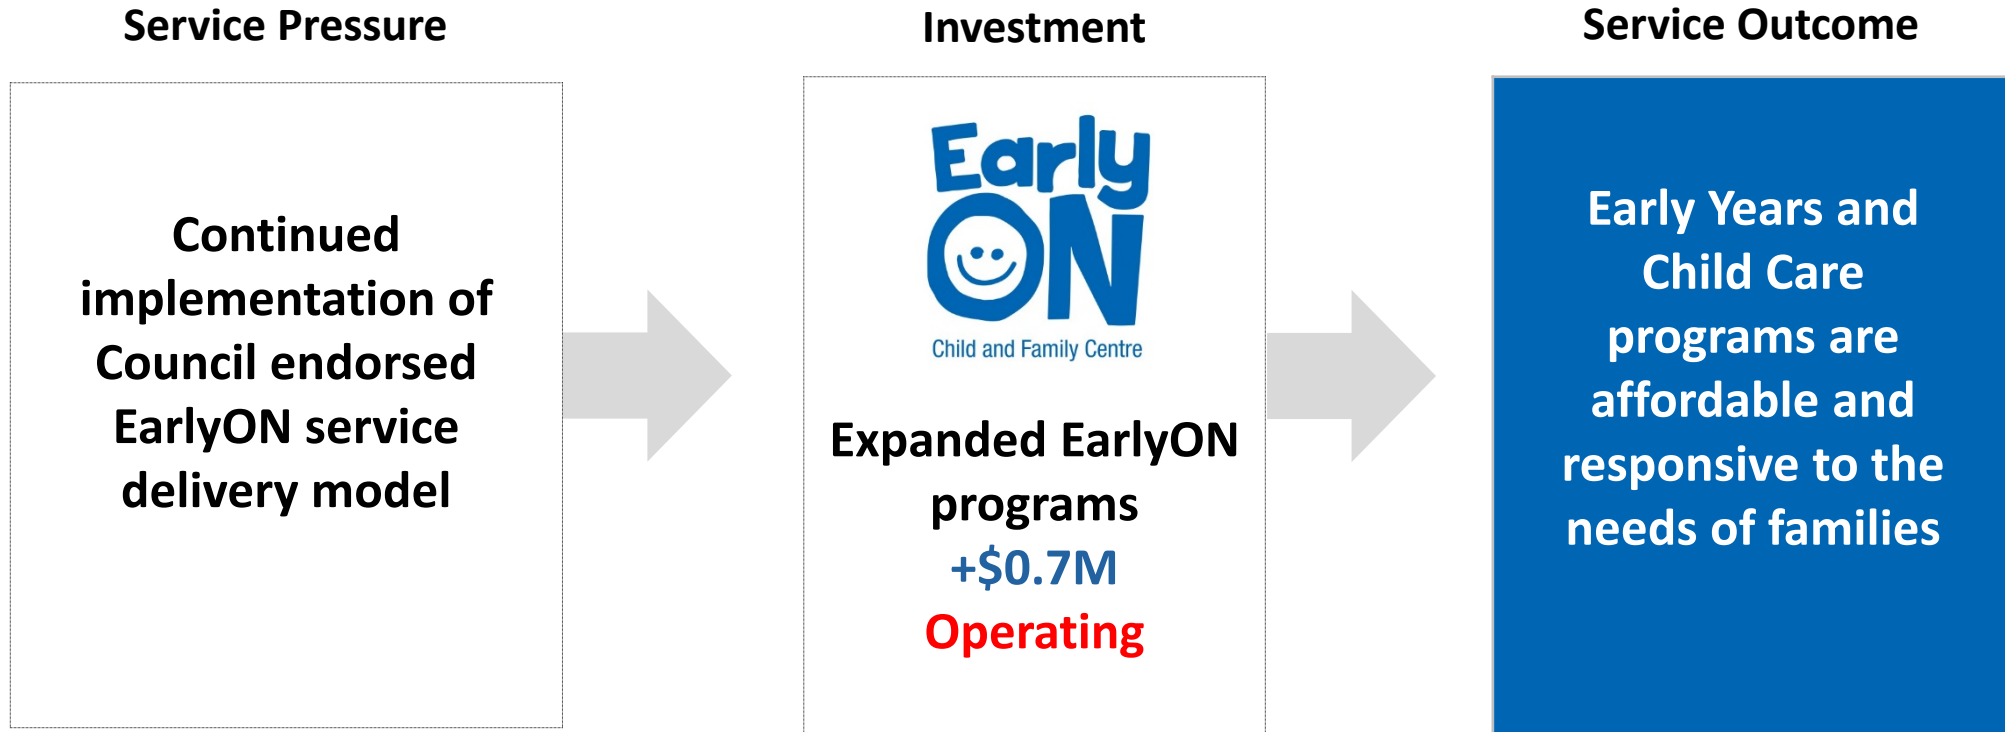 Service Pressure
Continued
implementation of
Council endorsed
EarlyON service
delivery model
Investment
Early
ON
Child and Family Centre
Expanded EarlyON
programs
+$0.7M
Operating
Service Outcome
Early Years and
Child Care
programs are
affordable and
responsive to the
needs of families